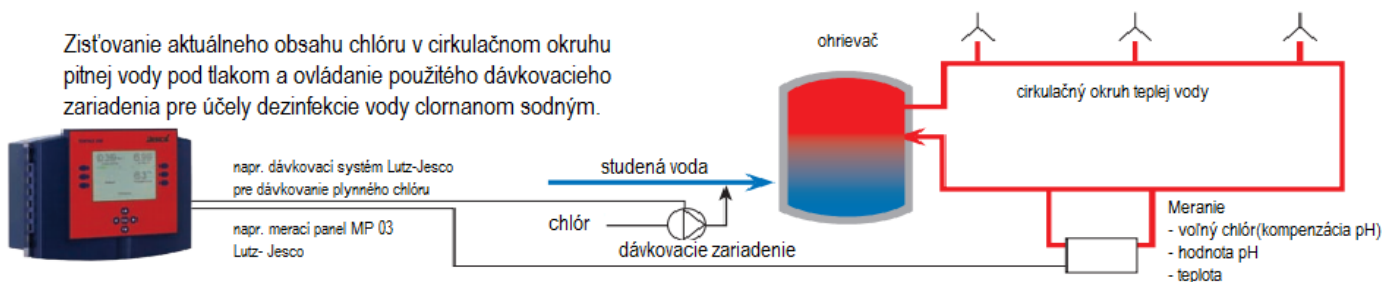 Zisťovanie aktuálneho obsahu chlóru v cirkulačnom okruhu
pitnej vody pod tlakom a ovládanie použitého dávkovacieho
zariadenia pre účely dezinfekcie vody clornanom sodným.
ohrievač
cirkulačný okruh teplej vody
napr. dávkovací systém Lutz-Jesco
pre dávkovanie plynného chlóru
studená voda
chlór
dávkovacie zariadenie
napr. merací panel MP 03
Lutz- Jesco
Meranie
- voľný chlór(kompenzácia pH)
- hodnota pH
- teplota